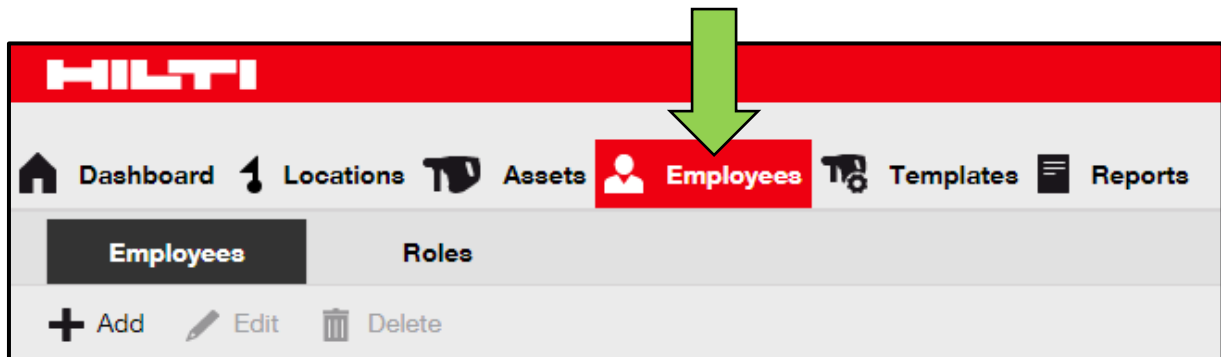 HILTI
Dashboard Locations Assets Employees Templates Reports
Employees Roles
Add Edit Delete